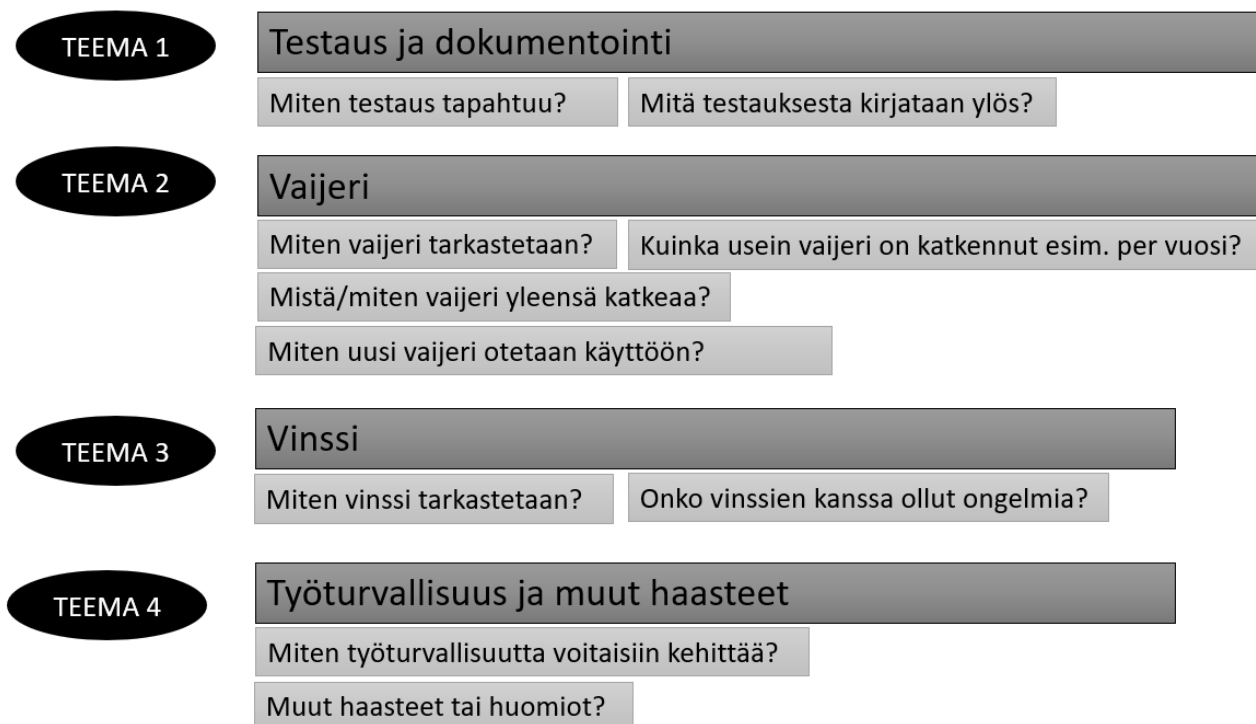 TEEMA 1
Testaus ja dokumentointi
Miten testaus tapahtuu?
Mitä testauksesta kirjataan ylös?
TEEMA 2
Vaijeri
Miten vaijeri tarkastetaan?
Kuinka usein vaijeri on katkennut esim. per vuosi?
Mistä/miten vaijeri yleensä katkeaa?
Miten uusi vaijeri otetaan käyttöön?
TEEMA 3
Vinssi
Miten vinssi tarkastetaan?
Onko vinssien kanssa ollut ongelmia?
TEEMA 4
Työturvallisuus ja muut haasteet
Miten työturvallisuutta voitaisiin kehittää?
Muut haasteet tai huomiot?